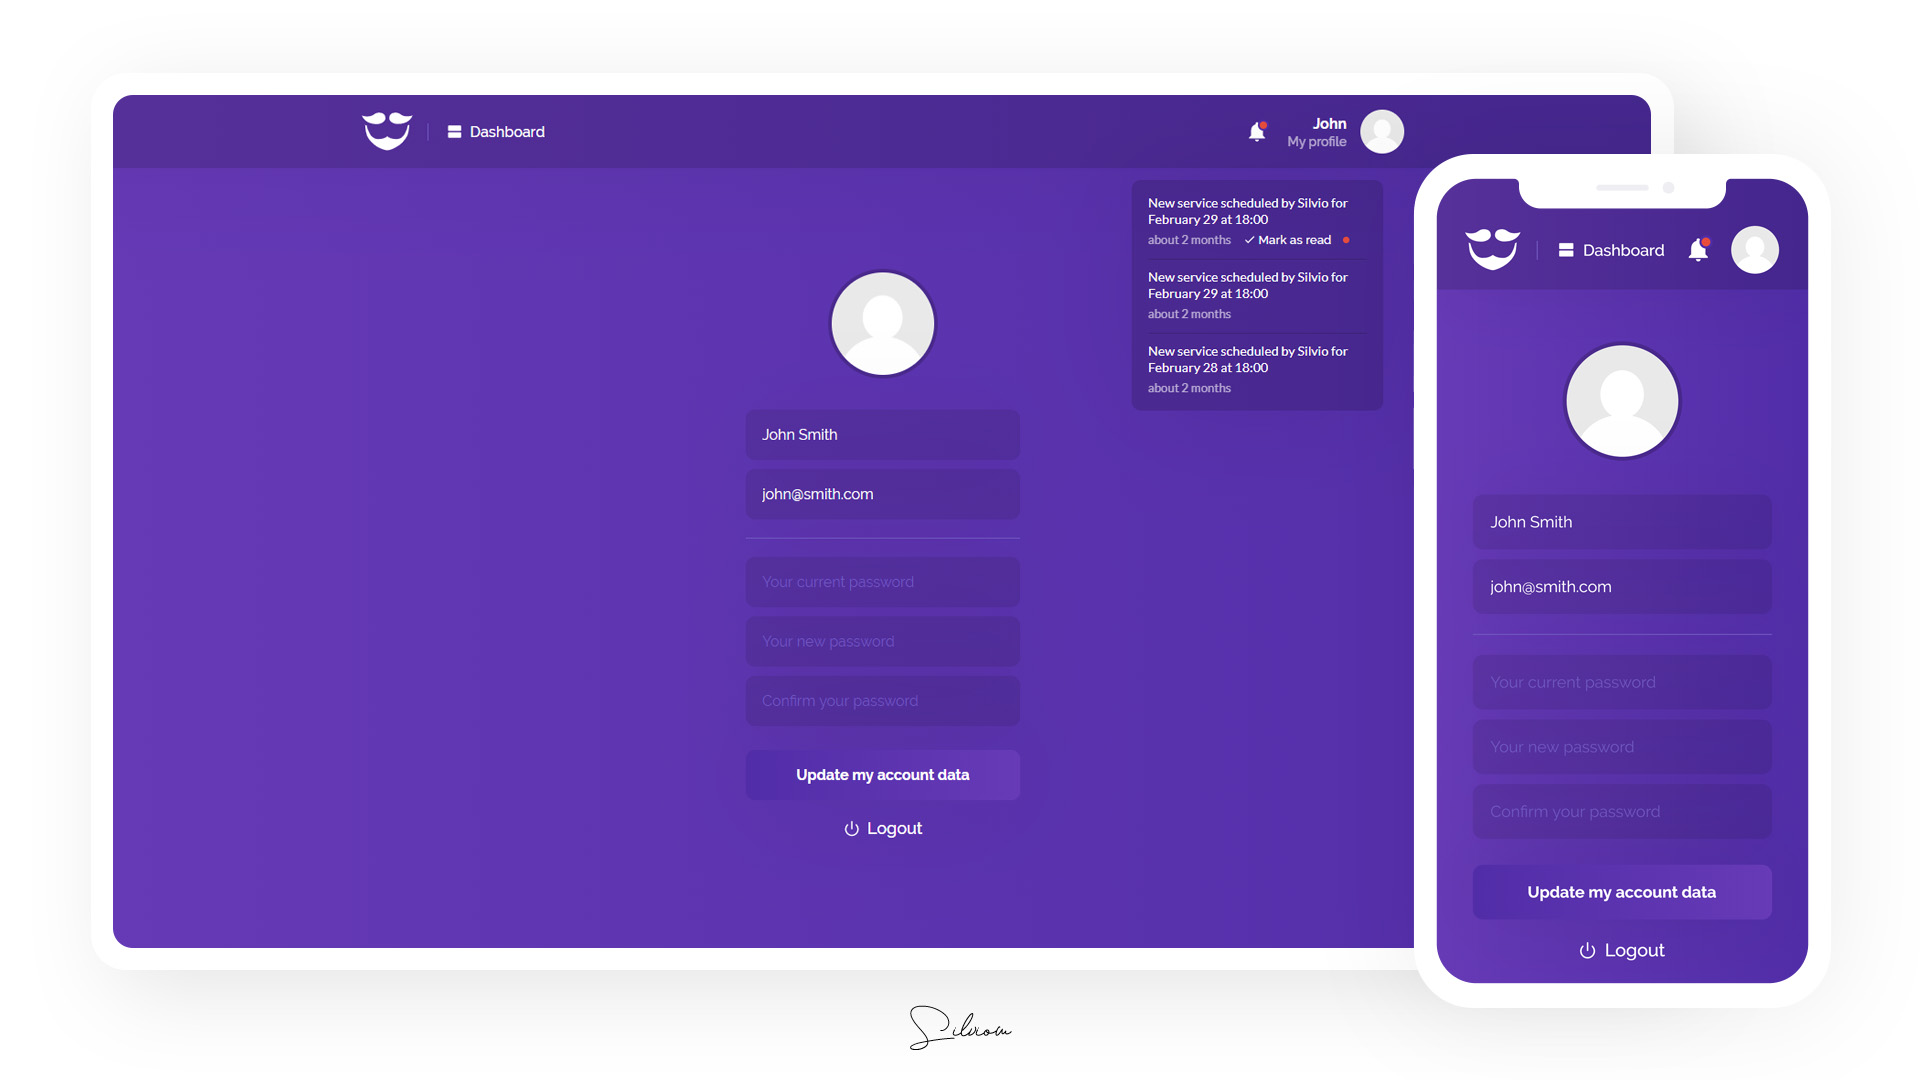 Dashboard
John
My profile
New service scheduled by Silvio for
February 29 at 18:00
about 2 months Mark as read
New service scheduled by Silvio for
February 29 at 18:00
about 2 months
New service scheduled by Silvio for
February 28 at 18:00
about 2 months
John Smith
john@smith.com
Your current password
Your new password
Confirm your password
Update my account data
Logout
Dashboard
John Smith
john@smith.com
Your current password
Your new password
Confirm your password
Update my account data
Logout
Silviom